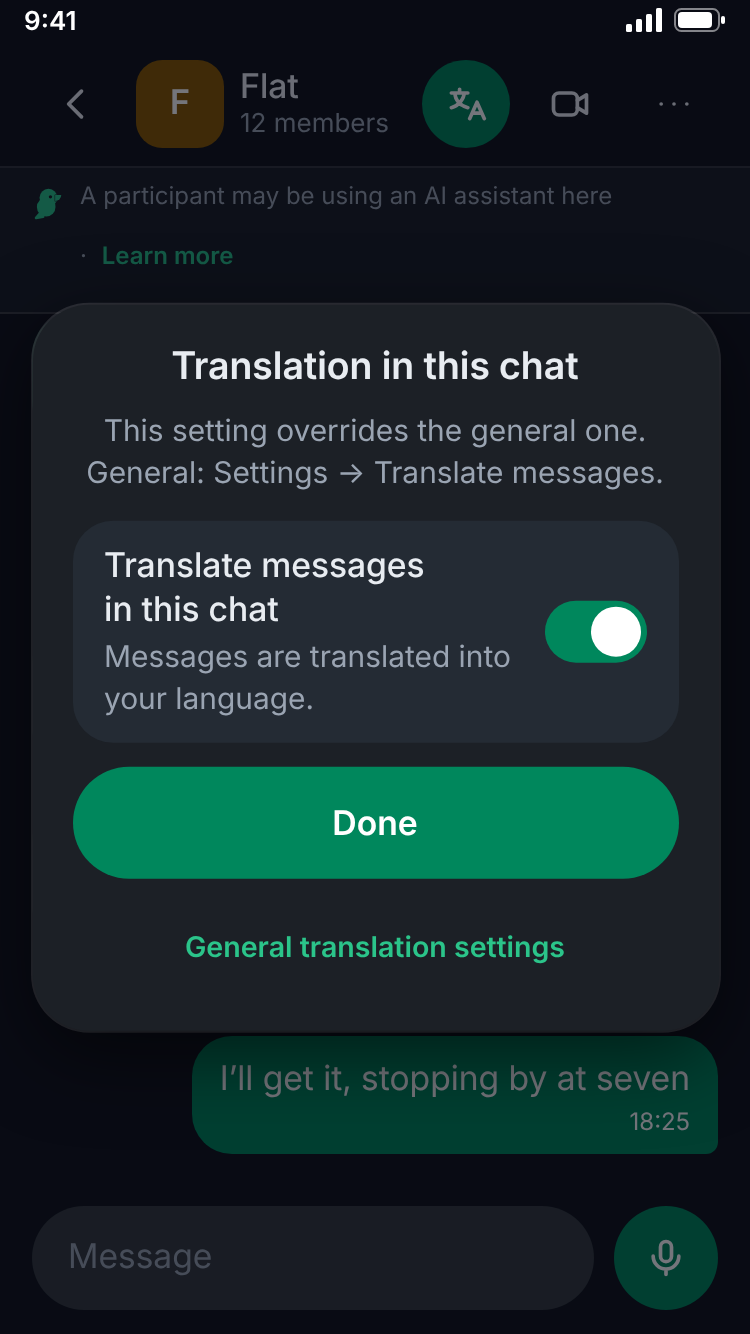 9:41
F
Flat
12 members
A participant may be using an AI assistant here
· Learn more
Translation in this chat
This setting overrides the general one.
General: Settings → Translate messages.
Translate messages
in this chat
Messages are translated into
your language.
Done
General translation settings
I’ll get it, stopping by at seven
18:25
Message